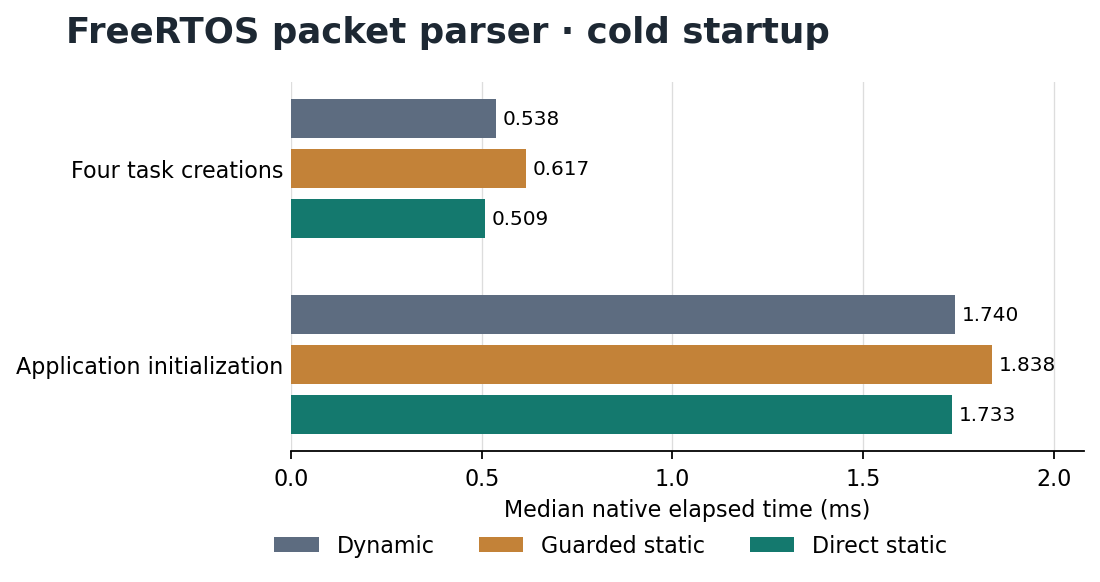 FreeRTOS packet parser · cold startup
0.538
Four task creations
0.617
0.509
1.740
Application initialization
1.838
1.733
0.0 0.5 1.0 1.5 2.0
Median native elapsed time (ms)
Dynamic Guarded static Direct static